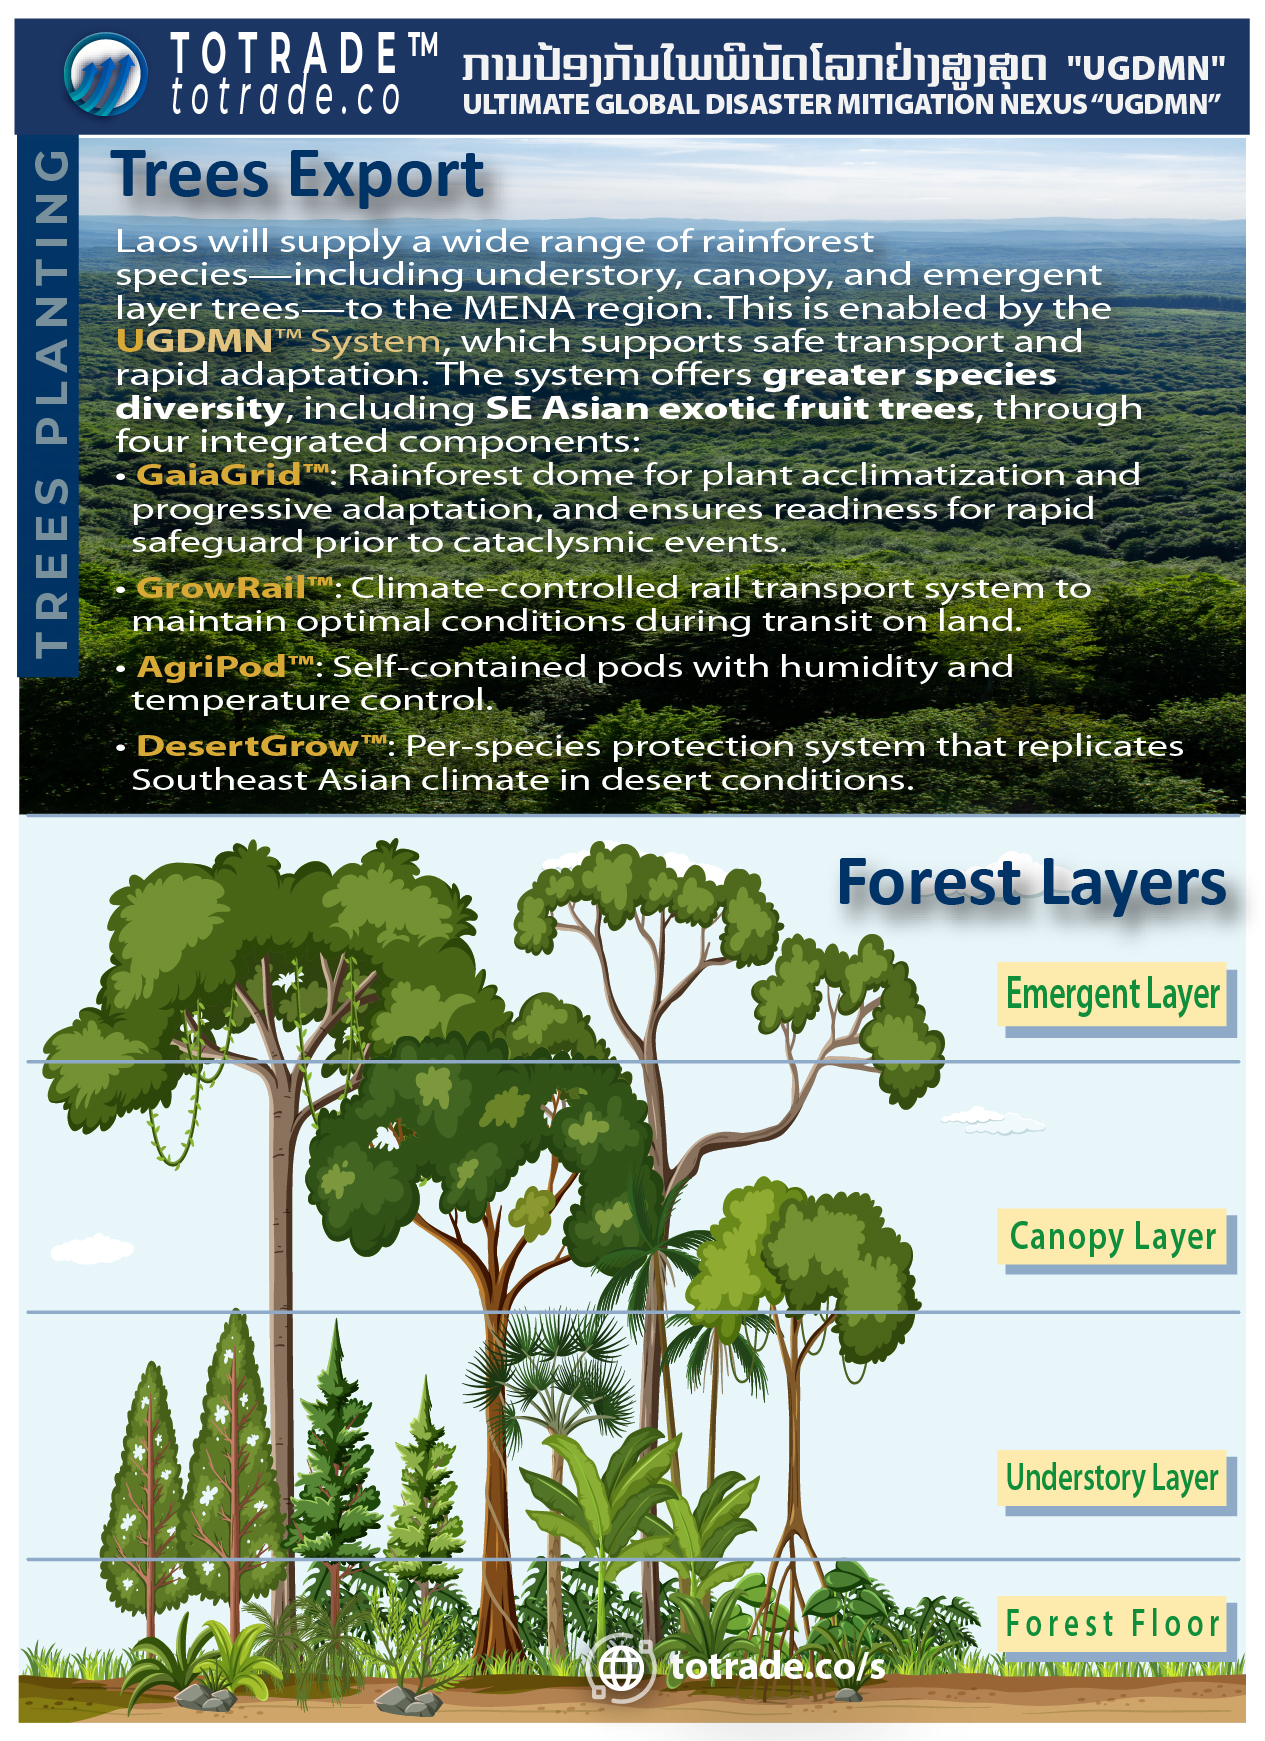 TOTRADE™
totrade.co
ການປ້ອງກັນໄພພິບັດໂລກຢ່າງສູງສຸດ "UGDMN"
ULTIMATE GLOBAL DISASTER MITIGATION NEXUS “UGDMN”
TREES PLANTING
Trees Export
Laos will supply a wide range of rainforest
species—including understory, canopy, and emergent
layer trees—to the MENA region. This is enabled by the
UGDMN™ System, which supports safe transport and
rapid adaptation. The system offers greater species
diversity, including SE Asian exotic fruit trees, through
four integrated components:
• GaiaGrid™: Rainforest dome for plant acclimatization and
progressive adaptation, and ensures readiness for rapid
safeguard prior to cataclysmic events.
• GrowRail™: Climate-controlled rail transport system to
maintain optimal conditions during transit on land.
• AgriPod™: Self-contained pods with humidity and
temperature control.
• DesertGrow™: Per-species protection system that replicates
Southeast Asian climate in desert conditions.
Forest Layers
Emergent Layer
Canopy Layer
Understory Layer
Forest Floor
totrade.co/s